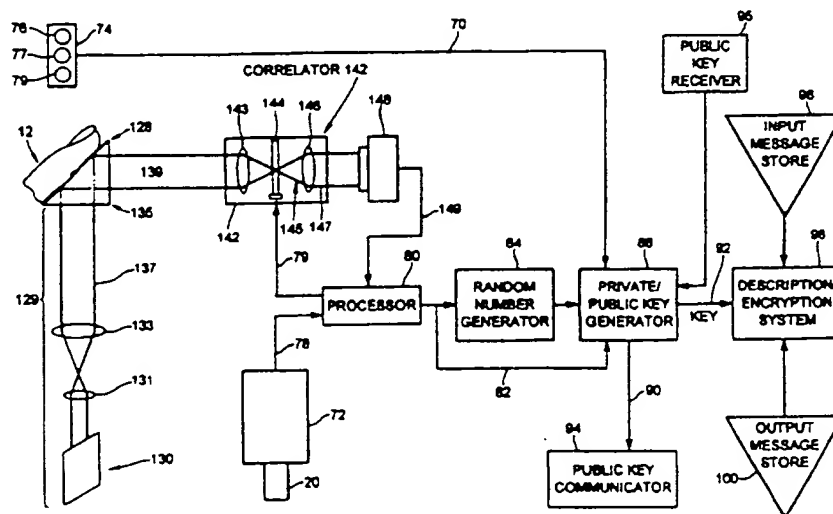 76
74
77
79
70
95
PUBLIC
KEY
RECEIVER
CORRELATOR 142
142
143
144
146
148
96
INPUT
MESSAGE
STORE
12
128
139
135
142
145
147
149
79
137
129
80
PROCESSOR
84
RANDOM
NUMBER
GENERATOR
88
PRIVATE/
PUBLIC KEY
GENERATOR
92
KEY
98
DESCRIPTION/
ENCRYPTION
SYSTEM
133
78
82
90
131
72
94
PUBLIC KEY
COMMUNICATOR
OUTPUT
MESSAGE
STORE
100
130
20